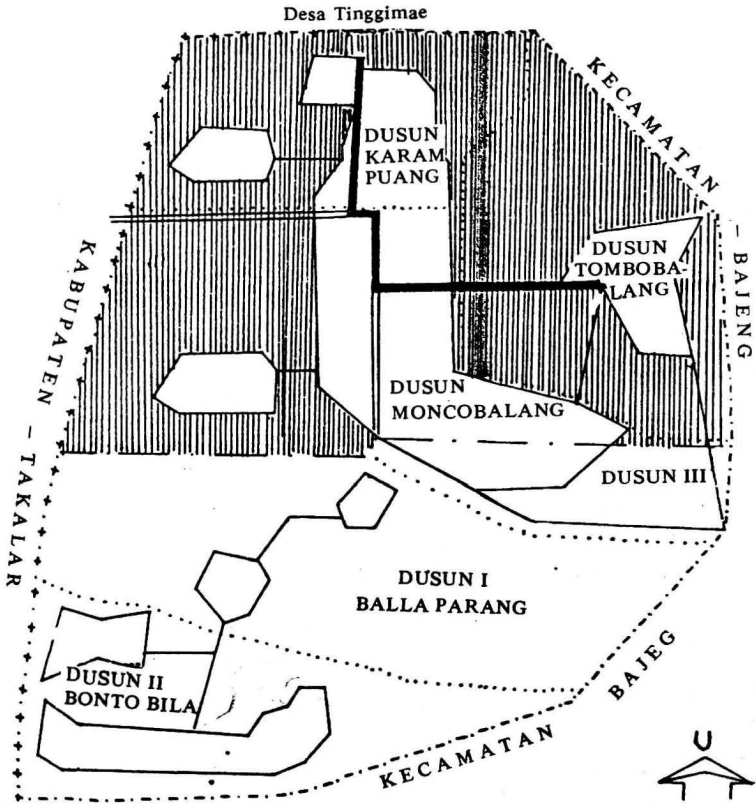 Desa Tinggimae
KECAMATAN
DUSUN
KARAM
PUANG
KABUPATEN – TAKALAR
DUSUN
TOMBOBA-
LANG
– BAJENG
DUSUN
MONCOBALANG
DUSUN III
DUSUN I
BALLA PARANG
DUSUN II
BONTO BILA
KECAMATAN
BAJEG
U